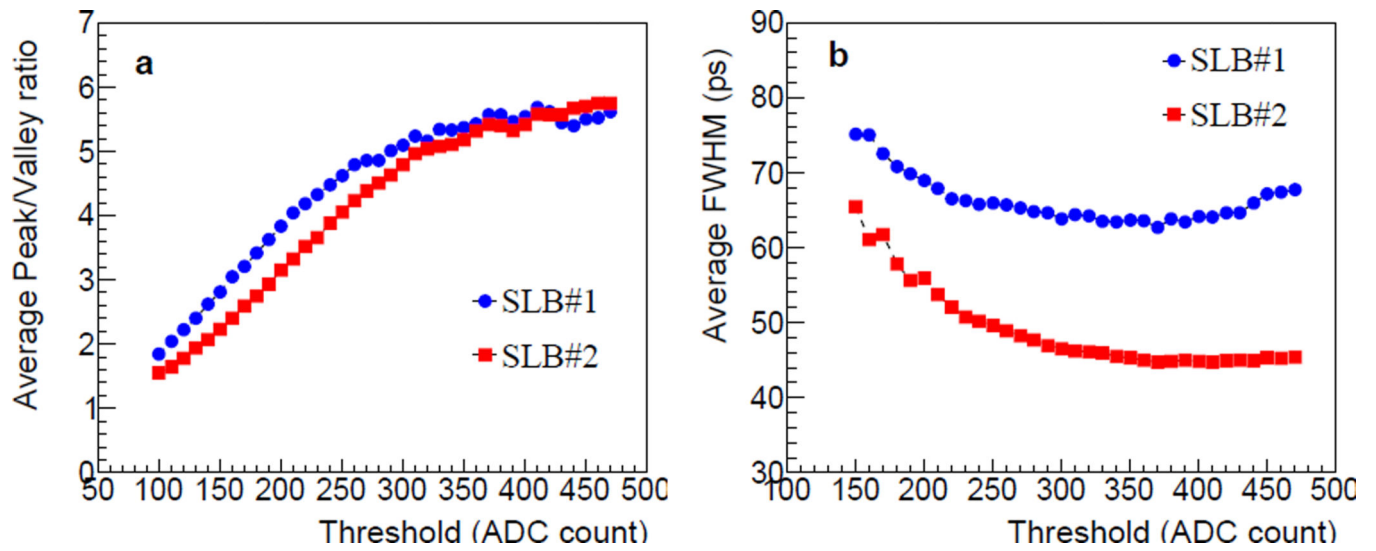 Average Peak/Valley ratio
7
6
5
4
3
2
1
0
a
SLB#1
SLB#2
50 100 150 200 250 300 350 400 450 500
Threshold (ADC count)
Average FWHM (ps)
90
80
70
60
50
40
30
b
SLB#1
SLB#2
100 150 200 250 300 350 400 450 500
Threshold (ADC count)